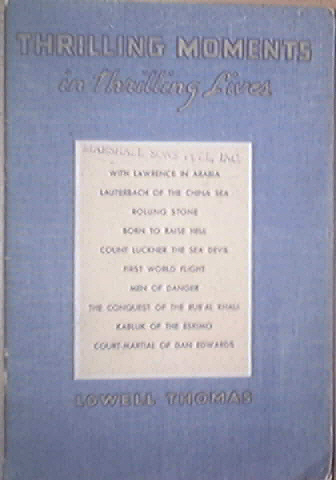 THRILLING MOMENTS
in Thrilling Lives
MARSHALL
WITH LAWRENCE IN ARABIA
LAUTERBACH OF THE CHINA SEA
ROLLING STONE
BORN TO RAISE HELL
COUNT LUCKNER THE SEA DEVIL
FIRST WORLD FLIGHT
MEN OF DANGER
THE CONQUEST OF THE RUB AL KHALI
KABLUK OF THE ESKIMO
COURT-MARTIAL OF DAN EDWARDS
LOWELL THOMAS